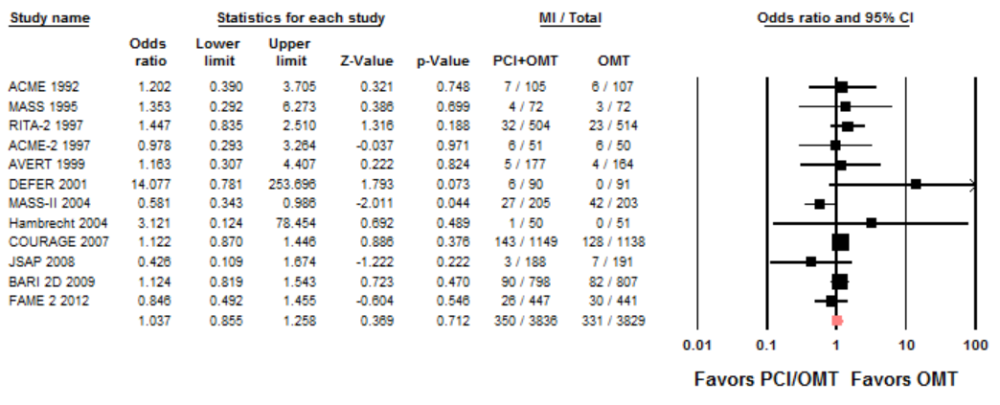 Study name Statistics for each study MI / Total Odds ratio and 95% CI
Odds ratio Lower limit Upper limit Z-Value p-Value PCI+OMT OMT
ACME 1992 1.202 0.390 3.705 0.321 0.748 7 / 105 6 / 107
MASS 1995 1.353 0.292 6.273 0.386 0.699 4 / 72 3 / 72
RITA-2 1997 1.447 0.835 2.510 1.316 0.188 32 / 504 23 / 514
ACME-2 1997 0.978 0.293 3.264 -0.037 0.971 6 / 51 6 / 50
AVERT 1999 1.163 0.307 4.407 0.222 0.824 5 / 177 4 / 164
DEFER 2001 14.077 0.781 253.696 1.793 0.073 6 / 90 0 / 91
MASS-II 2004 0.581 0.343 0.986 -2.011 0.044 27 / 205 42 / 203
Hambrecht 2004 3.121 0.124 78.454 0.692 0.489 1 / 50 0 / 51
COURAGE 2007 1.122 0.870 1.446 0.886 0.376 143 / 1149 128 / 1138
JSAP 2008 0.426 0.109 1.674 -1.222 0.222 3 / 188 7 / 191
BARI 2D 2009 1.124 0.819 1.543 0.723 0.470 90 / 798 82 / 807
FAME 2 2012 0.846 0.492 1.455 -0.604 0.546 26 / 447 30 / 441
1.037 0.855 1.258 0.369 0.712 350 / 3836 331 / 3829
0.01 0.1 1 10 100
Favors PCI/OMT Favors OMT